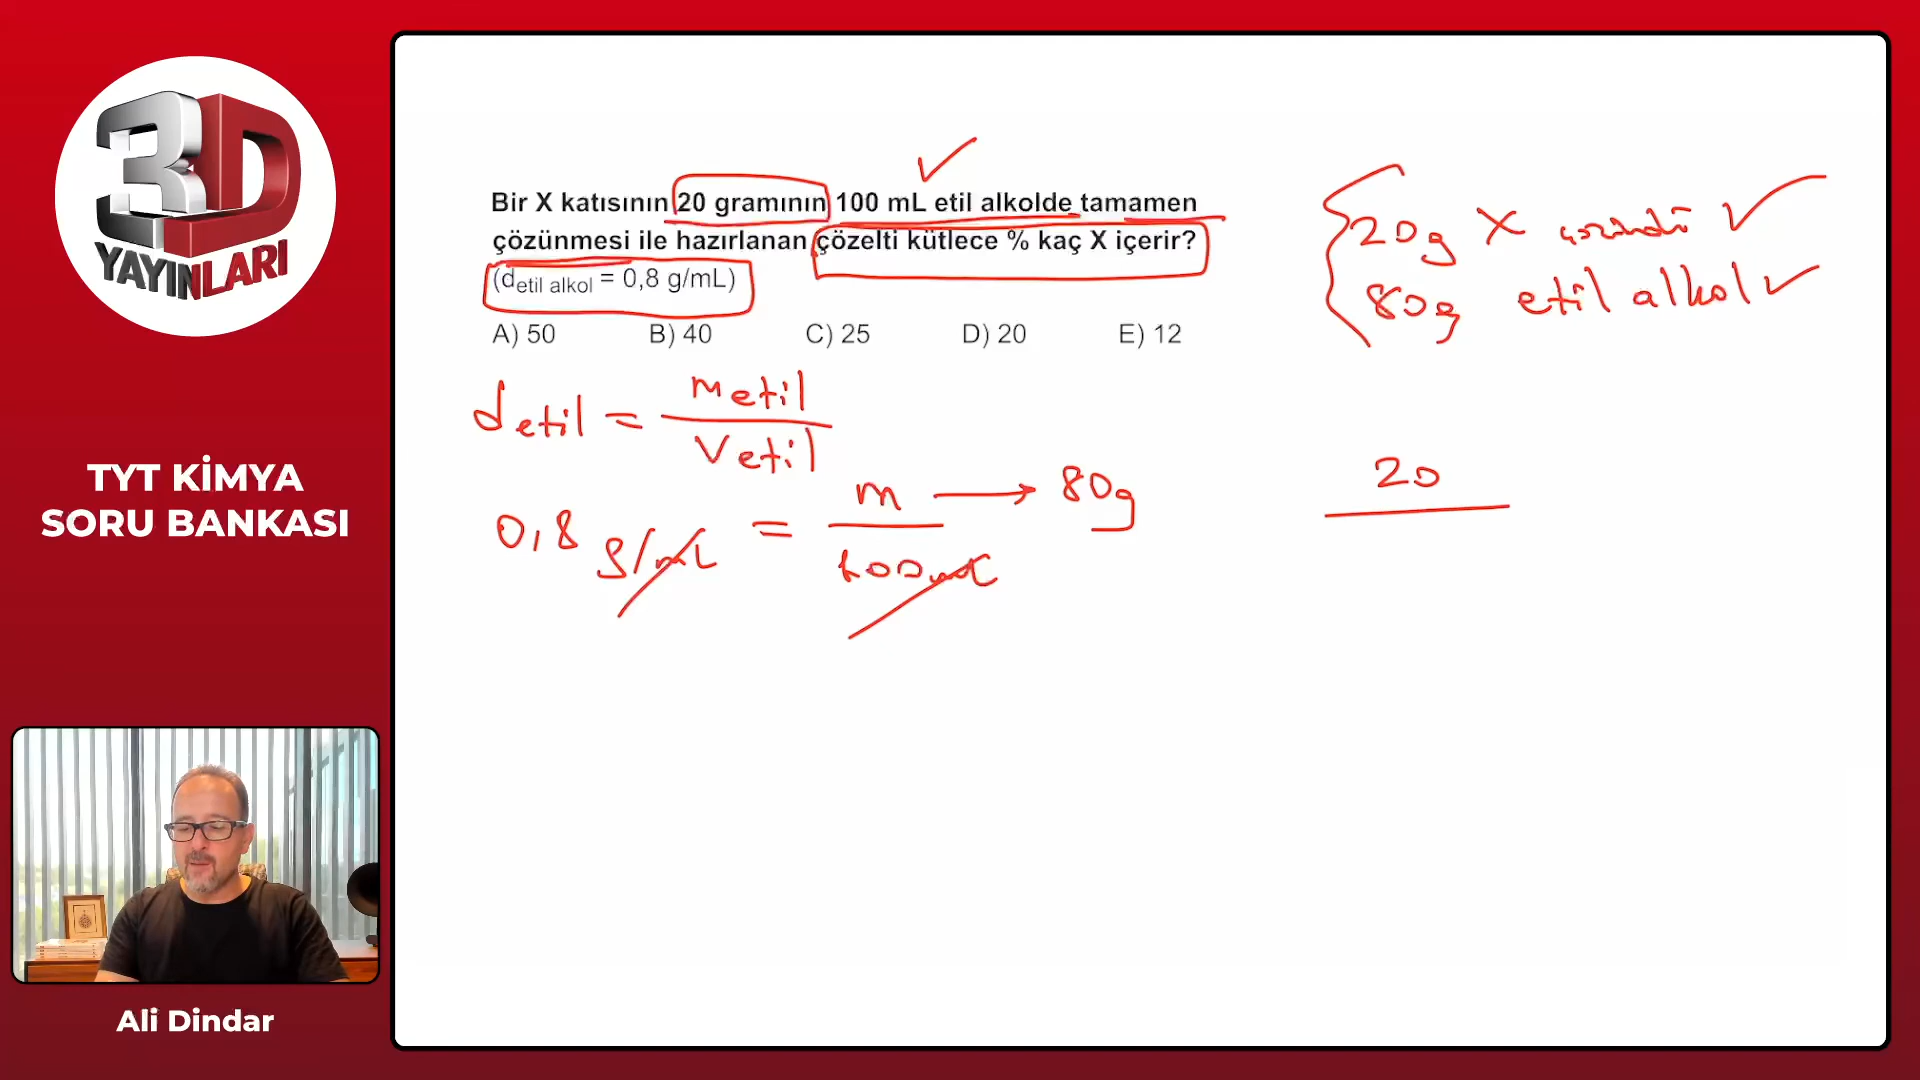 3D
YAYINLARI
TYT KİMYA
SORU BANKASI
Ali Dindar
Bir X katısının 20 gramının 100 mL etil alkolde tamamen
çözünmesi ile hazırlanan çözelti kütlece % kaç X içerir?
(detil alkol = 0,8 g/mL)
A) 50 B) 40 C) 25 D) 20 E) 12
detil = metil / Vetil
0,8 g/mL = m / 100mL → 80g
20g X
80g etil alkol
20